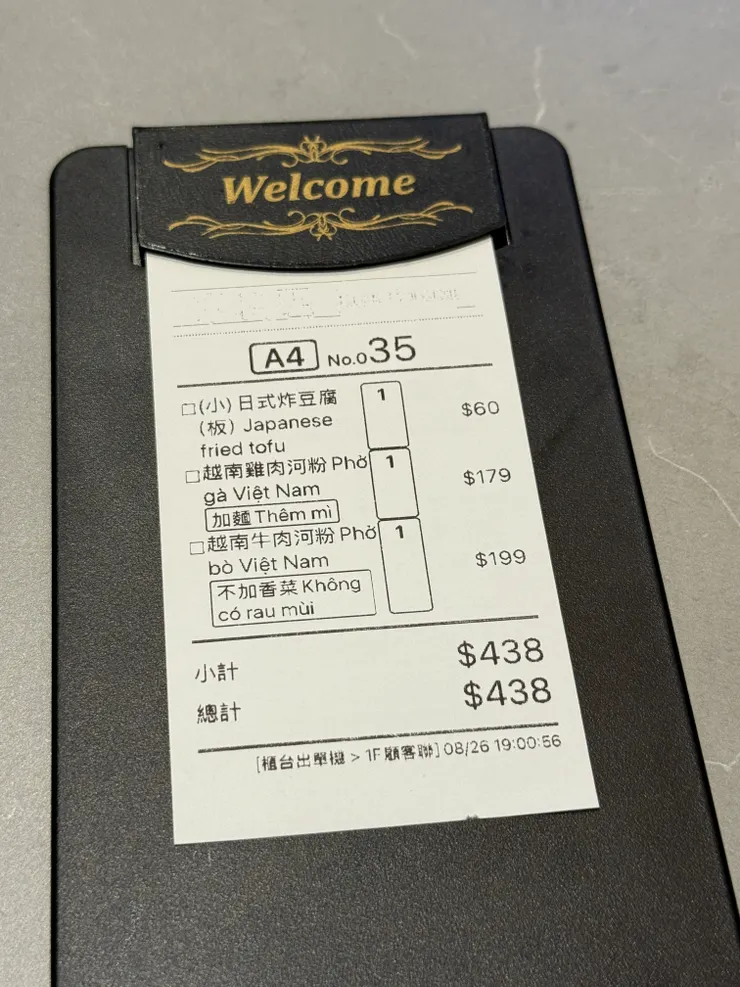 Welcome
A4 No.035
□(小)日式炸豆腐 1 $60
(板) Japanese
fried tofu
□越南雞肉河粉 Phở 1 $179
gà Việt Nam
加麵 Thêm mì
□越南牛肉河粉 Phở 1 $199
bò Việt Nam
不加香菜 Không
có rau mùi
小計 $438
總計 $438
[櫃台出單機 > 1F顧客聯] 08/26 19:00:56